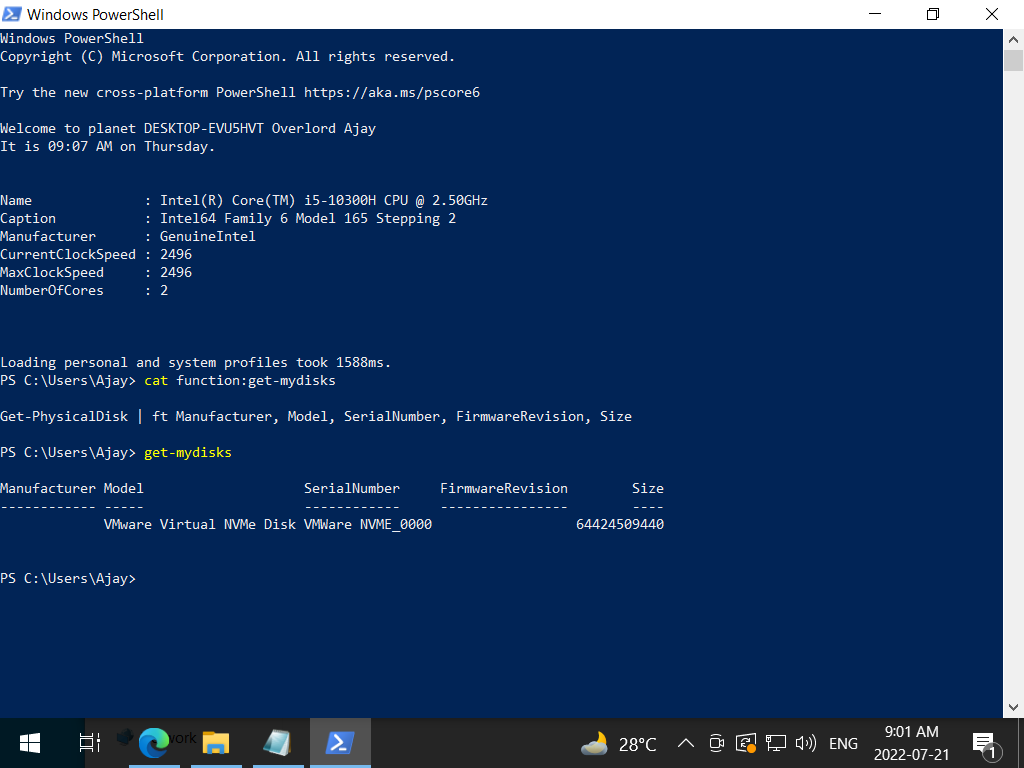 Windows PowerShell
Windows PowerShell
Copyright (C) Microsoft Corporation. All rights reserved.
Try the new cross-platform PowerShell https://aka.ms/pscore6
Welcome to planet DESKTOP-EVU5HVT Overlord Ajay
It is 09:07 AM on Thursday.
Name : Intel(R) Core(TM) i5-10300H CPU @ 2.50GHz
Caption : Intel64 Family 6 Model 165 Stepping 2
Manufacturer : GenuineIntel
CurrentClockSpeed : 2496
MaxClockSpeed : 2496
NumberOfCores : 2
Loading personal and system profiles took 1588ms.
PS C:\Users\Ajay> cat function:get-mydisks
Get-PhysicalDisk | ft Manufacturer, Model, SerialNumber, FirmwareRevision, Size
PS C:\Users\Ajay> get-mydisks
Manufacturer Model SerialNumber FirmwareRevision Size
------------ ----- ------------ ---------------- ----
VMware Virtual NVMe Disk VMWare NVME_0000 64424509440
PS C:\Users\Ajay>
28°C ENG 9:01 AM
2022-07-21 1